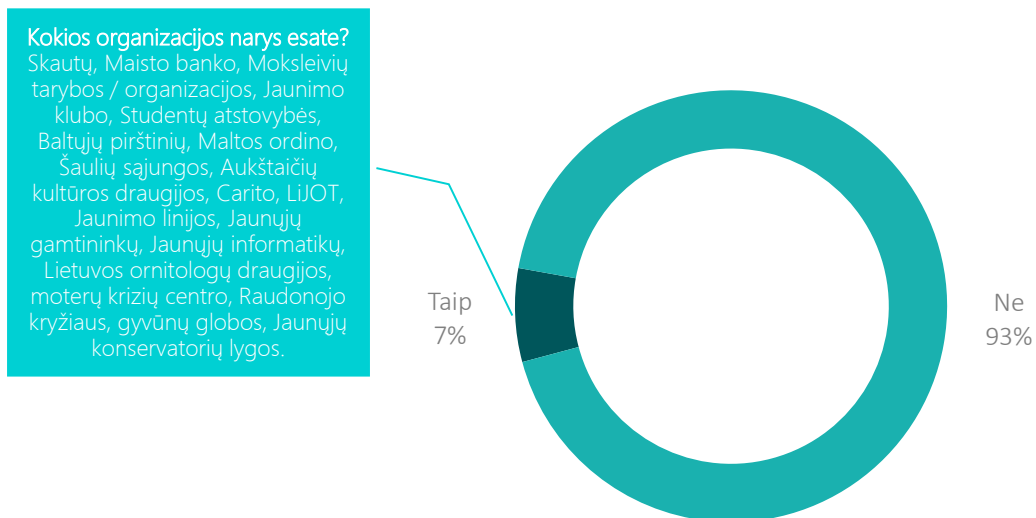 Kokios organizacijos narys esate?
Skautų, Maisto banko, Moksleivių
tarybos / organizacijos, Jaunimo
klubo, Studentų atstovybės,
Baltųjų pirštinių, Maltos ordino,
Šaulių sąjungos, Aukštaičių
kultūros draugijos, Carito, LiJOT,
Jaunimo linijos, Jaunųjų
gamtininkų, Jaunųjų informatikų,
Lietuvos ornitologų draugijos,
moterų krizių centro, Raudonojo
kryžiaus, gyvūnų globos, Jaunųjų
konservatorių lygos.
Taip
7%
Ne
93%